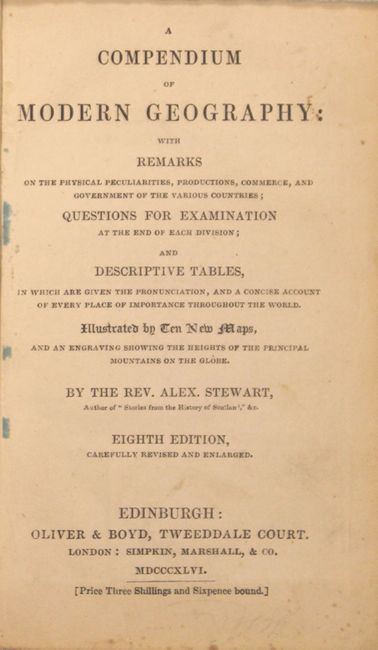 A
COMPENDIUM
OF
MODERN GEOGRAPHY:
WITH
REMARKS
ON THE PHYSICAL PECULIARITIES, PRODUCTIONS, COMMERCE, AND
GOVERNMENT OF THE VARIOUS COUNTRIES;
QUESTIONS FOR EXAMINATION
AT THE END OF EACH DIVISION;
AND
DESCRIPTIVE TABLES,
IN WHICH ARE GIVEN THE PRONUNCIATION, AND A CONCISE ACCOUNT
OF EVERY PLACE OF IMPORTANCE THROUGHOUT THE WORLD.
Illustrated by Ten New Maps,
AND AN ENGRAVING SHOWING THE HEIGHTS OF THE PRINCIPAL
MOUNTAINS ON THE GLOBE.
BY THE REV. ALEX. STEWART,
Author of "Stories from the History of Scotland," &c.
EIGHTH EDITION,
CAREFULLY REVISED AND ENLARGED.
EDINBURGH:
OLIVER & BOYD, TWEEDDALE COURT.
LONDON: SIMPKIN, MARSHALL, & CO.
MDCCCXLVI.
[Price Three Shillings and Sixpence bound.]